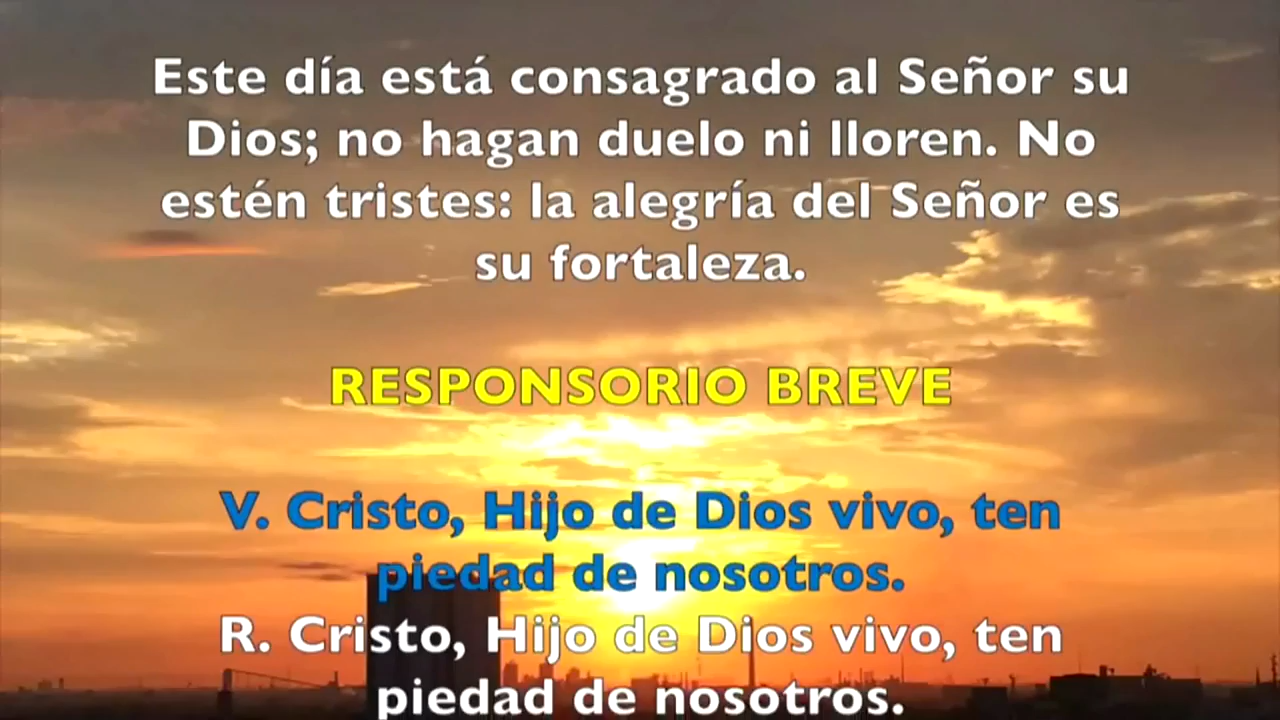 Este día está consagrado al Señor su
Dios; no hagan duelo ni lloren. No
estén tristes: la alegría del Señor es
su fortaleza.
RESPONSORIO BREVE
V. Cristo, Hijo de Dios vivo, ten
piedad de nosotros.
R. Cristo, Hijo de Dios vivo, ten
piedad de nosotros.